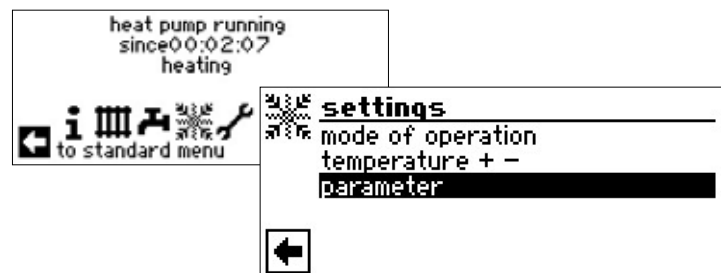 heat pump running
since00:02:07
heating
to standard menu
settings
mode of operation
temperature + −
parameter